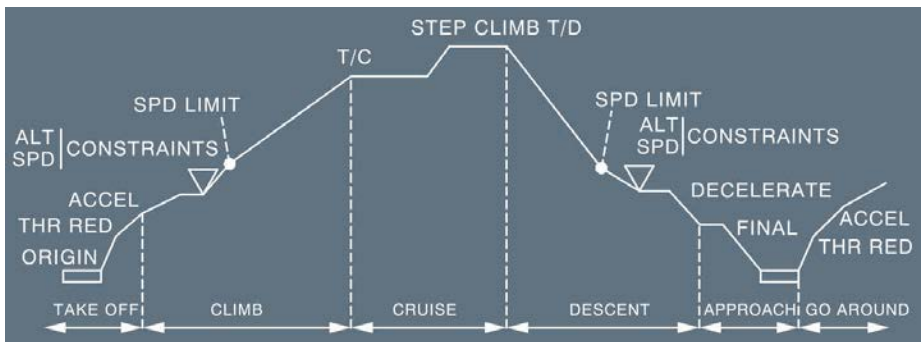 STEP CLIMB T/D
T/C
SPD LIMIT
ALT
SPD
CONSTRAINTS
ACCEL
THR RED
ORIGIN
SPD LIMIT
ALT
SPD
CONSTRAINTS
DECELERATE
FINAL
ACCEL
THR RED
TAKE OFF CLIMB CRUISE DESCENT APPROACH GO AROUND